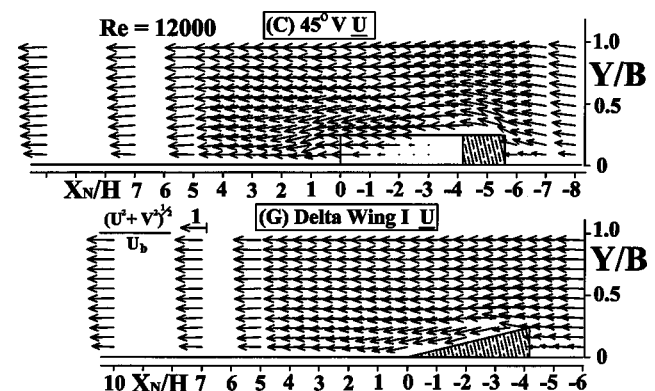 Re = 12000 (C) 45° V U
1.0
Y/B
0.5
0
X_N/H 7 6 5 4 3 2 1 0 -1 -2 -3 -4 -5 -6 -7 -8
(U²+ V²)^½ 1 (G) Delta Wing I U
U_b
1.0
Y/B
0.5
0
10 X_N/H 7 6 5 4 3 2 1 0 -1 -2 -3 -4 -5 -6